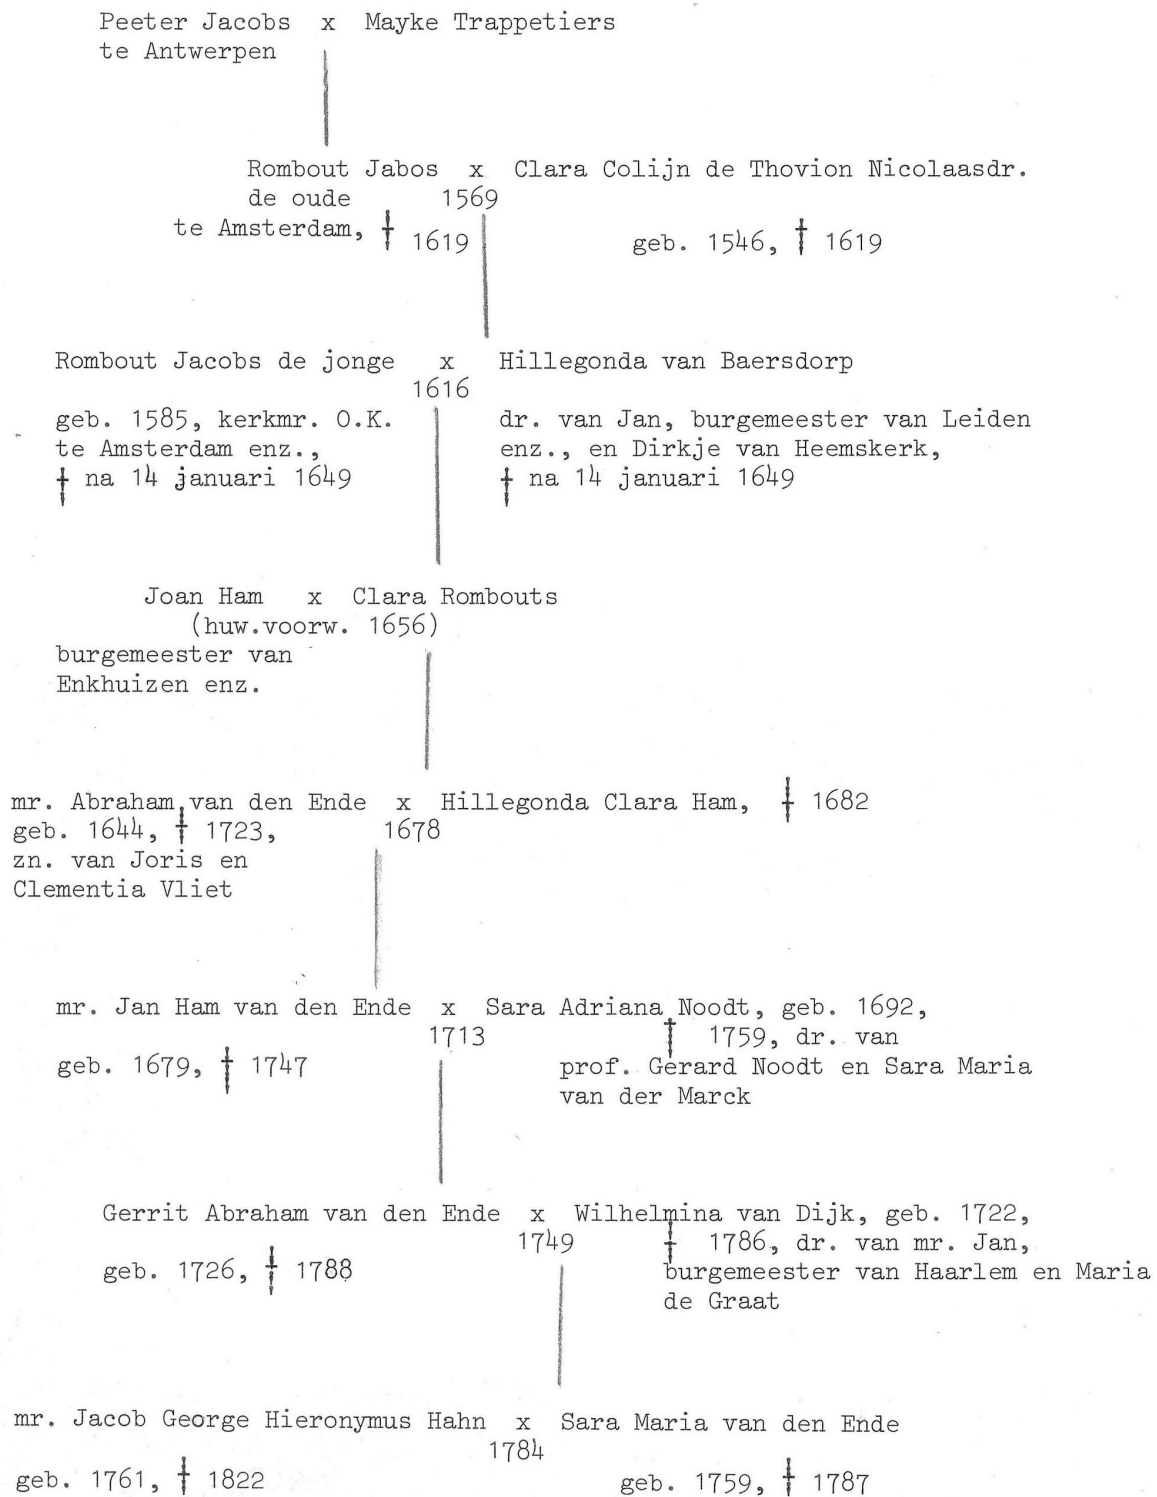 Peeter Jacobs x Mayke Trappetiers
te Antwerpen
Rombout Jabos x Clara Colijn de Thovion Nicolaasdr.
de oude 1569
te Amsterdam, † 1619 geb. 1546, † 1619
Rombout Jacobs de jonge x Hillegonda van Baersdorp
1616
geb. 1585, kerkmr. O.K. dr. van Jan, burgemeester van Leiden
te Amsterdam enz., enz., en Dirkje van Heemskerk,
† na 14 januari 1649 † na 14 januari 1649
Joan Ham x Clara Rombouts
(huw.voorw. 1656)
burgemeester van
Enkhuizen enz.
mr. Abraham van den Ende x Hillegonda Clara Ham, † 1682
geb. 1644, † 1723, 1678
zn. van Joris en
Clementia Vliet
mr. Jan Ham van den Ende x Sara Adriana Noodt, geb. 1692,
1713 † 1759, dr. van
geb. 1679, † 1747 prof. Gerard Noodt en Sara Maria
van der Marck
Gerrit Abraham van den Ende x Wilhelmina van Dijk, geb. 1722,
1749 † 1786, dr. van mr. Jan,
geb. 1726, † 1788 burgemeester van Haarlem en Maria
de Graat
mr. Jacob George Hieronymus Hahn x Sara Maria van den Ende
1784
geb. 1761, † 1822 geb. 1759, † 1787